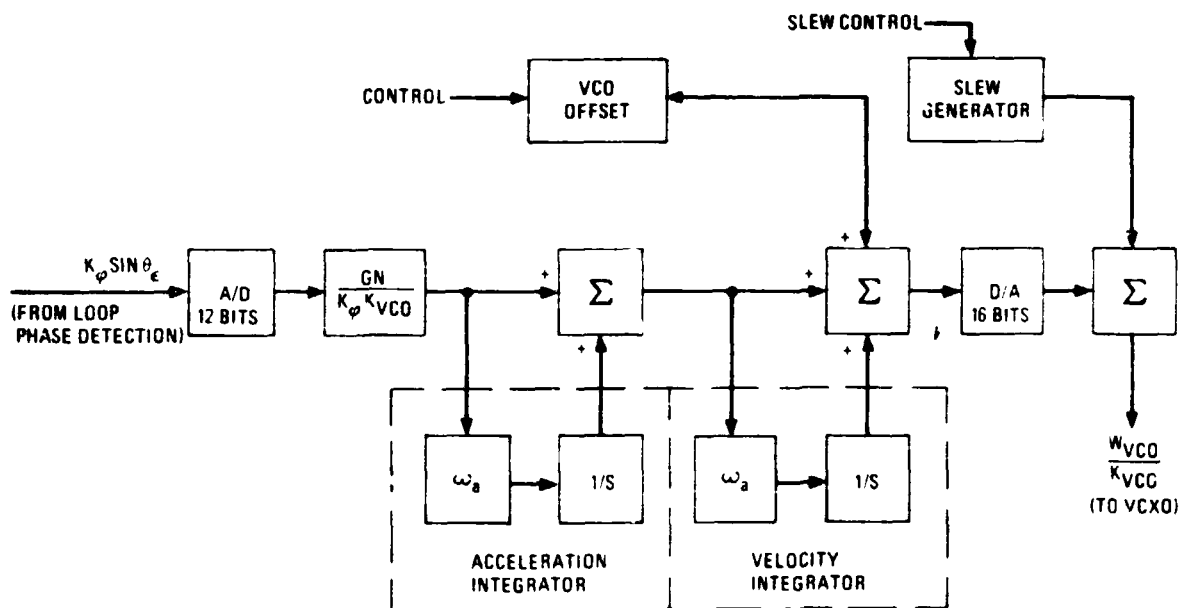 SLEW CONTROL
CONTROL
VCO
OFFSET
SLEW
GENERATOR
K_φ SIN θ_ε
(FROM LOOP
PHASE DETECTION)
A/D
12 BITS
GN
K_φ K_VCO
+
Σ
+
+
+
Σ
+
D/A
16 BITS
Σ
ω_a
1/S
ω_a
1/S
W_VCO
K_VCC
(TO VCXO)
ACCELERATION
INTEGRATOR
VELOCITY
INTEGRATOR